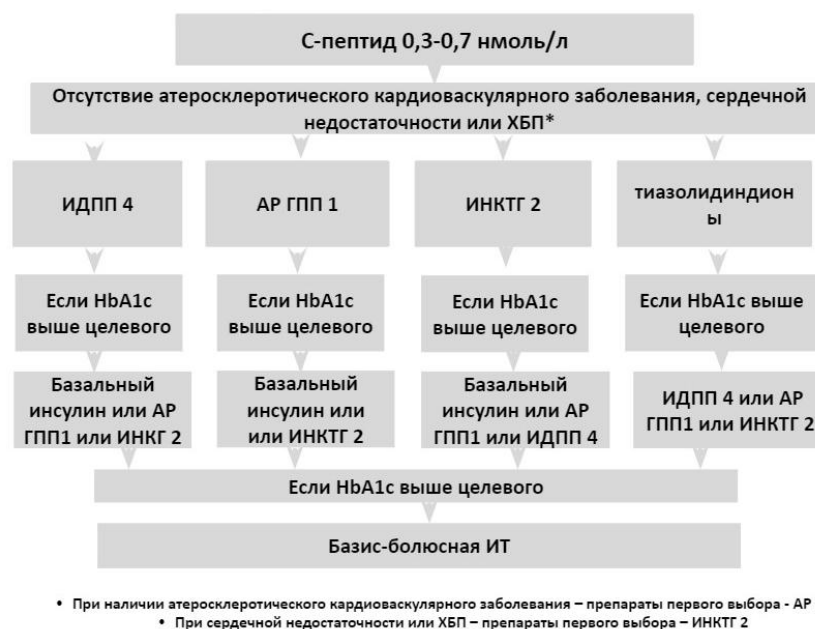 С-пептид 0,3-0,7 нмоль/л
Отсутствие атеросклеротического кардиоваскулярного заболевания, сердечной
недостаточности или ХБП*
ИДПП 4
АР ГПП 1
ИНКТГ 2
тиазолидиндион
ы
Если HbA1c
выше целевого
Если HbA1c
выше целевого
Если HbA1c
выше целевого
Если HbA1c выше
целевого
Базальный
инсулин или АР
ГПП1 или ИНКГ 2
Базальный
инсулин или
или ИНКТГ 2
Базальный
инсулин или АР
ГПП1 или ИДПП 4
ИДПП 4 или АР
ГПП1 или ИНКТГ 2
Если HbA1c выше целевого
Базис-болюсная ИТ
• При наличии атеросклеротического кардиоваскулярного заболевания – препараты первого выбора - АР
• При сердечной недостаточности или ХБП – препараты первого выбора – ИНКТГ 2